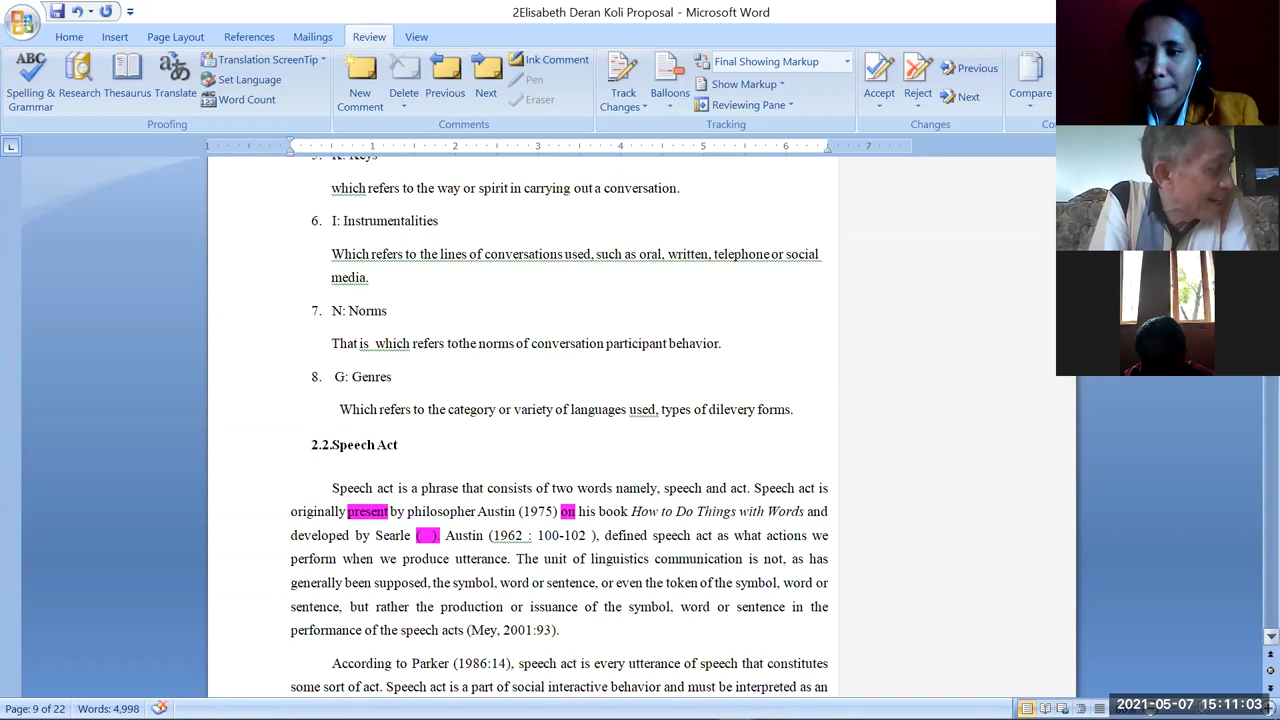 2Elisabeth Deran Koli Proposal - Microsoft Word
Home Insert Page Layout References Mailings Review View
ABC
Spelling & Grammar
Research
Thesaurus
Translate
Translation ScreenTip
Set Language
Word Count
Proofing
New Comment
Delete
Previous
Next
Ink Comment
Pen
Eraser
Comments
Track Changes
Balloons
Final Showing Markup
Show Markup
Reviewing Pane
Tracking
Accept
Reject
Previous
Next
Changes
Compare
1 1 2 3 4 5 6 7
which refers to the way or spirit in carrying out a conversation.
6. I: Instrumentalities
Which refers to the lines of conversations used, such as oral, written, telephone or social
media.
7. N: Norms
That is which refers tothe norms of conversation participant behavior.
8. G: Genres
Which refers to the category or variety of languages used, types of dilevery forms.
2.2.Speech Act
Speech act is a phrase that consists of two words namely, speech and act. Speech act is
originally present by philosopher Austin (1975) on his book How to Do Things with Words and
developed by Searle ( ). Austin (1962 : 100-102 ), defined speech act as what actions we
perform when we produce utterance. The unit of linguistics communication is not, as has
generally been supposed, the symbol, word or sentence, or even the token of the symbol, word or
sentence, but rather the production or issuance of the symbol, word or sentence in the
performance of the speech acts (Mey, 2001:93).
According to Parker (1986:14), speech act is every utterance of speech that constitutes
some sort of act. Speech act is a part of social interactive behavior and must be interpreted as an
Page: 9 of 22 Words: 4,998
2021-05-07 15:11:03